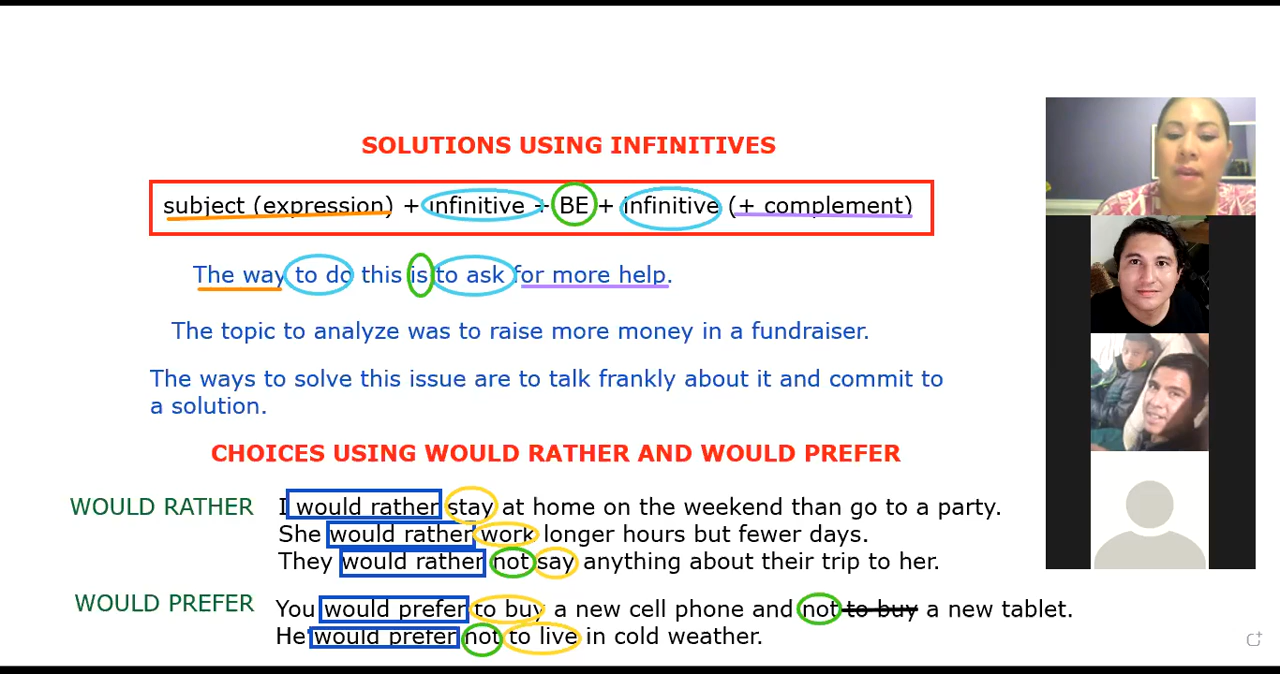 SOLUTIONS USING INFINITIVES
subject (expression) + infinitive + BE + infinitive (+ complement)
The way to do this is to ask for more help.
The topic to analyze was to raise more money in a fundraiser.
The ways to solve this issue are to talk frankly about it and commit to
a solution.
CHOICES USING WOULD RATHER AND WOULD PREFER
WOULD RATHER I would rather stay at home on the weekend than go to a party.
She would rather work longer hours but fewer days.
They would rather not say anything about their trip to her.
WOULD PREFER You would prefer to buy a new cell phone and not to buy a new tablet.
He would prefer not to live in cold weather.